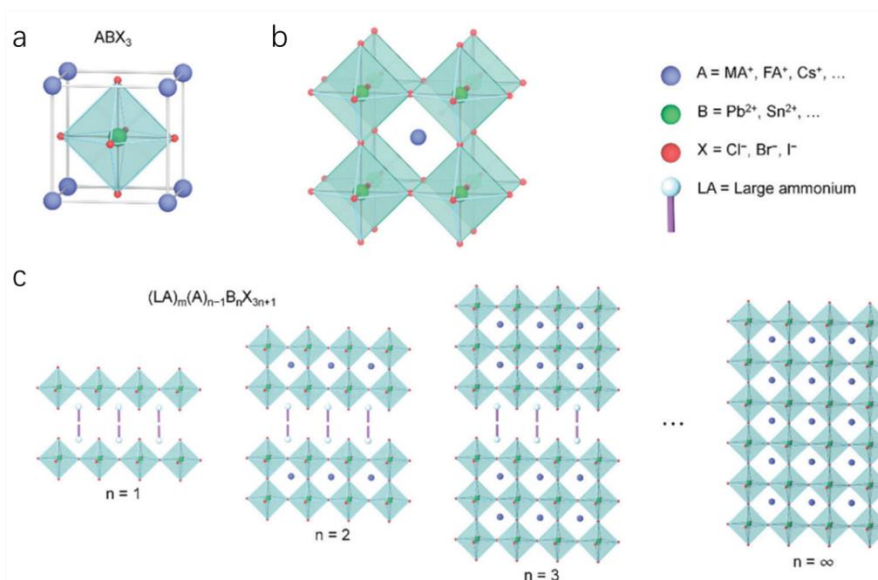 a
ABX₃
b
A = MA⁺, FA⁺, Cs⁺, ...
B = Pb²⁺, Sn²⁺, ...
X = Cl⁻, Br⁻, I⁻
LA = Large ammonium
c
(LA)ₘ(A)ₙ₋₁BₙX₃ₙ₊₁
...
n = 1
n = 2
n = 3
n = ∞